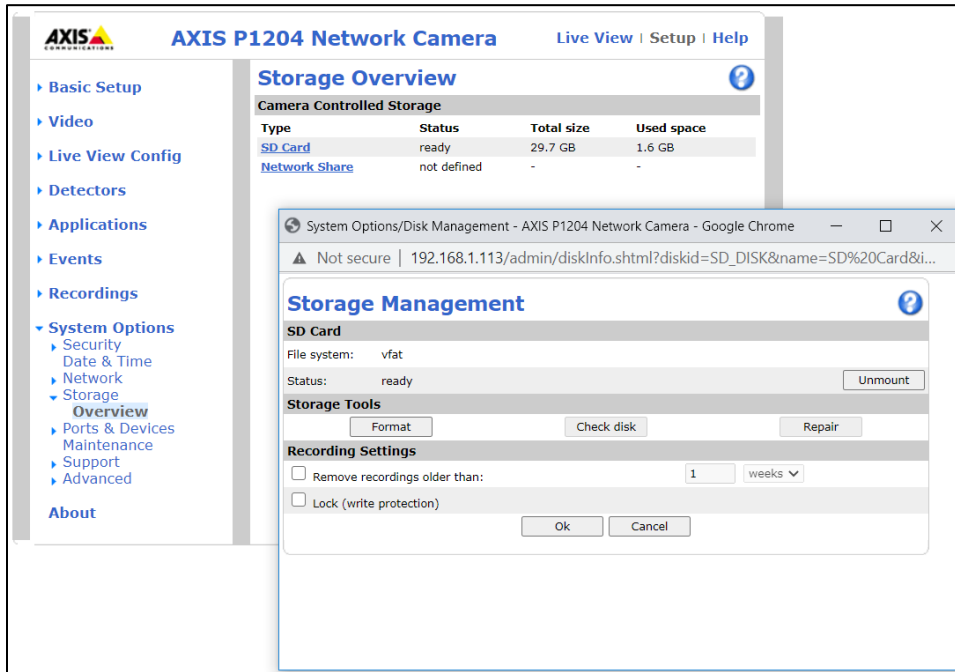 AXIS
COMMUNICATIONS
AXIS P1204 Network Camera
Live View | Setup | Help
Basic Setup
Video
Live View Config
Detectors
Applications
Events
Recordings
System Options
Security
Date & Time
Network
Storage
Overview
Ports & Devices
Maintenance
Support
Advanced
About
Storage Overview
?
Camera Controlled Storage
Type Status Total size Used space
SD Card ready 29.7 GB 1.6 GB
Network Share not defined - -
System Options/Disk Management - AXIS P1204 Network Camera - Google Chrome
Not secure | 192.168.1.113/admin/diskInfo.shtml?diskid=SD_DISK&name=SD%20Card&i...
Storage Management
?
SD Card
File system: vfat
Status: ready Unmount
Storage Tools
Format Check disk Repair
Recording Settings
Remove recordings older than: 1 weeks
Lock (write protection)
Ok Cancel